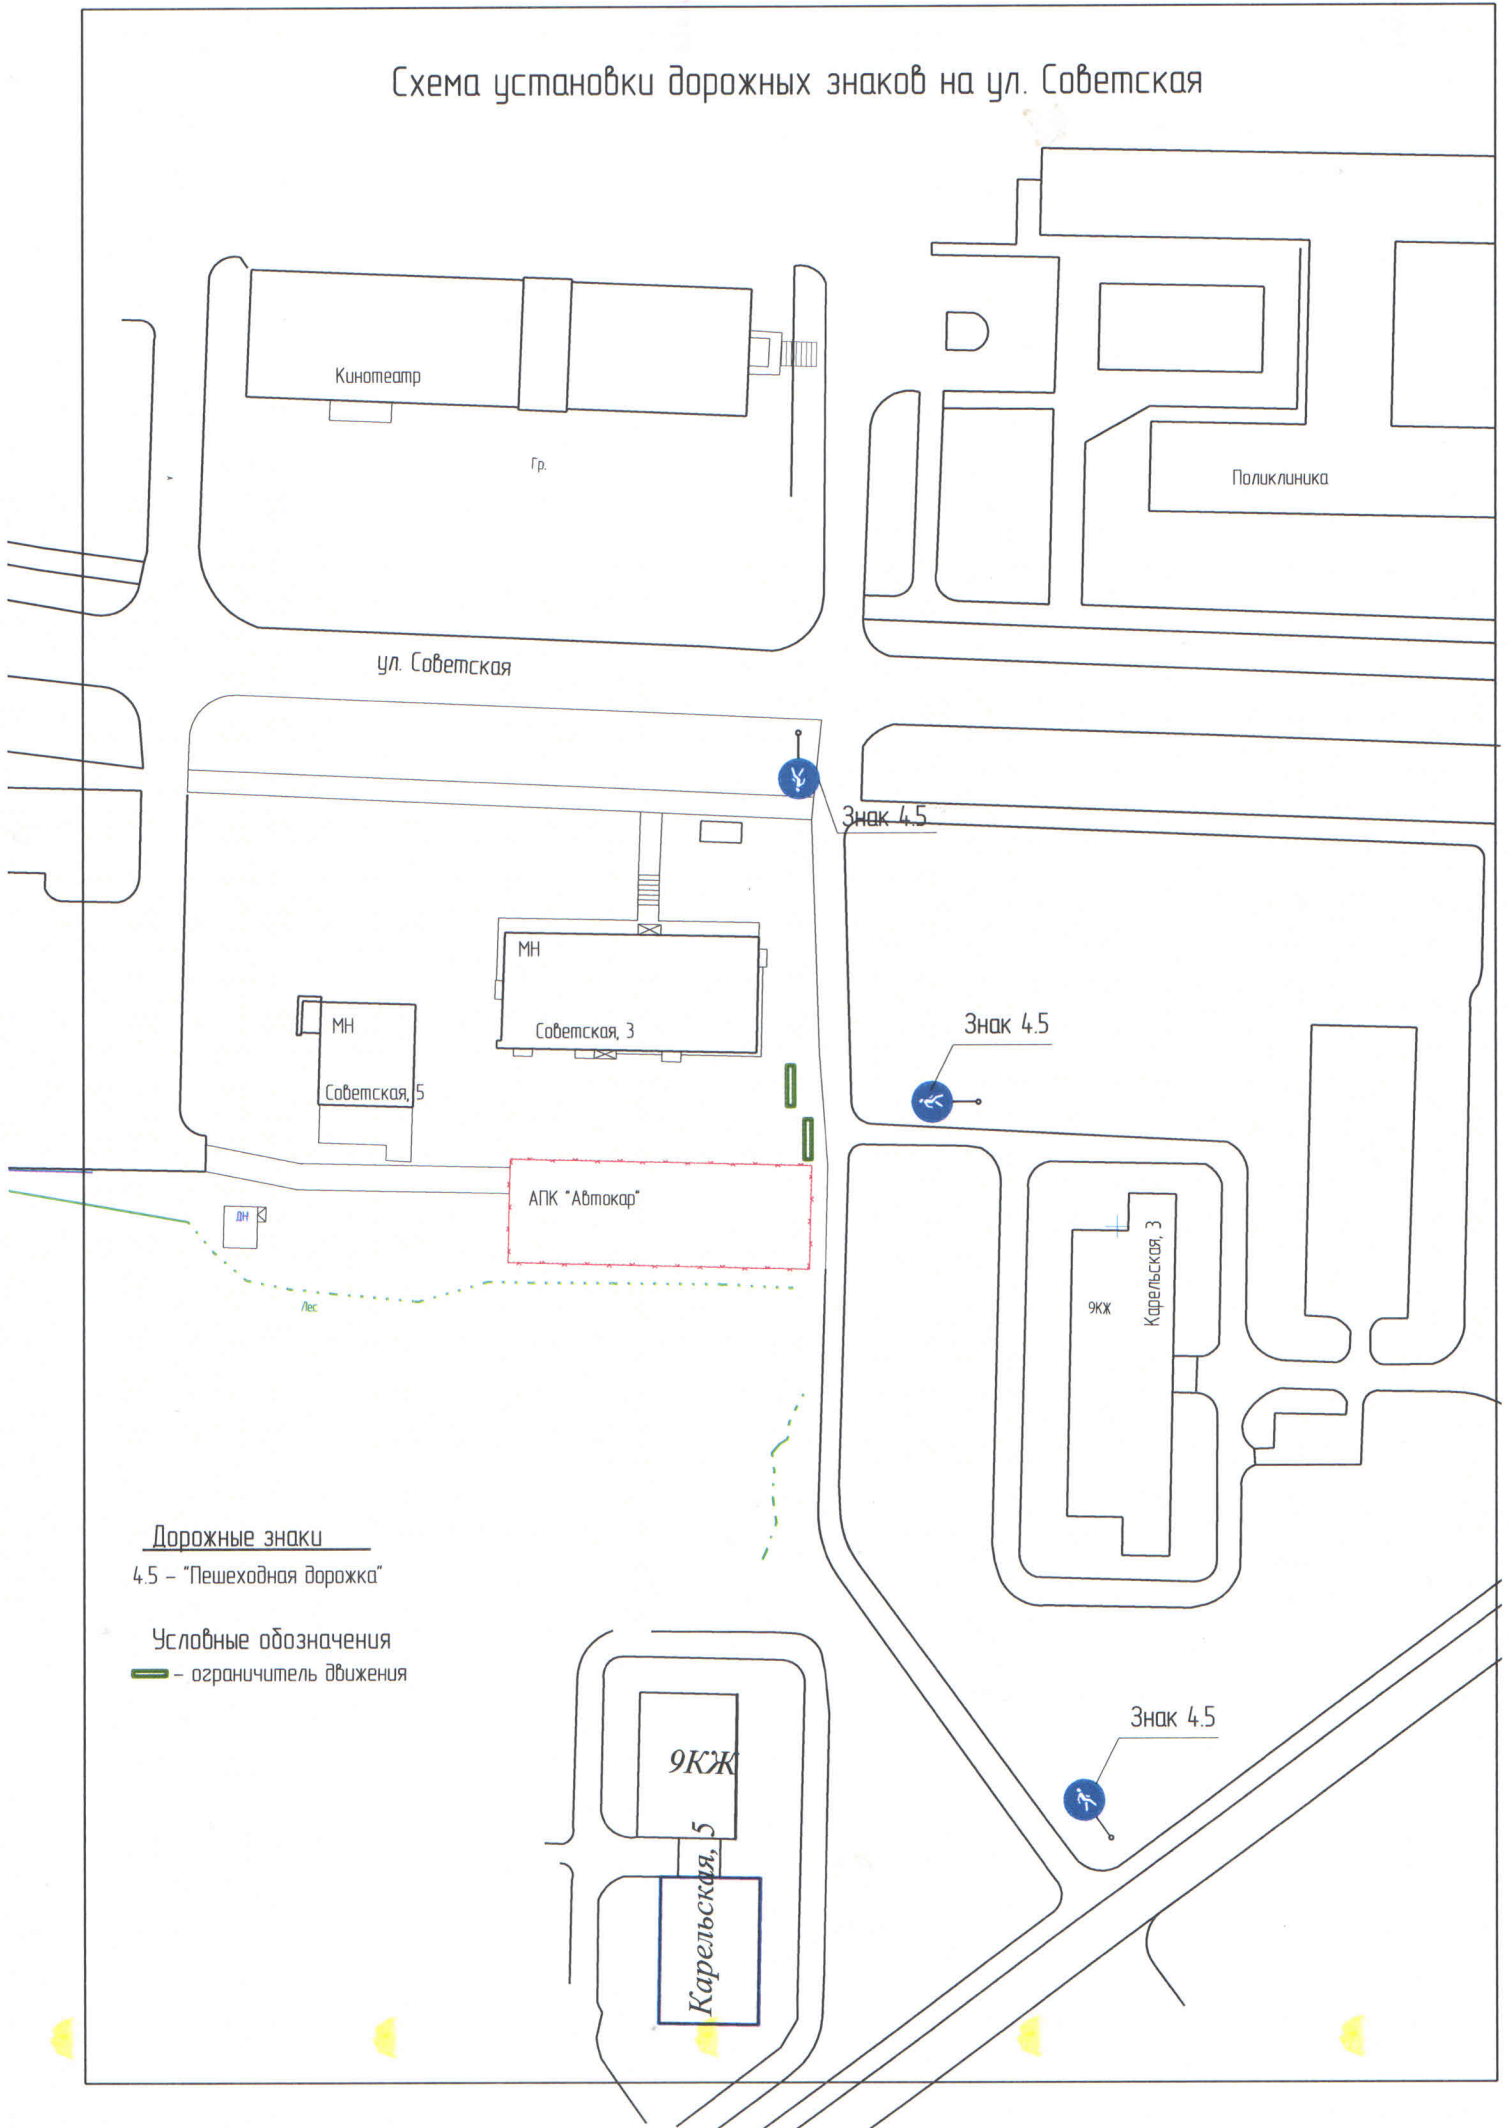 Схема установки дорожных знаков на ул. Советская
Кинотеатр
Гр.
Поликлиника
ул. Советская
Знак 4.5
МН
Советская, 3
МН
Советская, 5
Знак 4.5
АПК "Автокар"
ДН
Лес
9КЖ
Карельская, 3
Дорожные знаки
4.5 – "Пешеходная дорожка"
Условные обозначения
– ограничитель движения
Знак 4.5
9КЖ
Карельская, 5